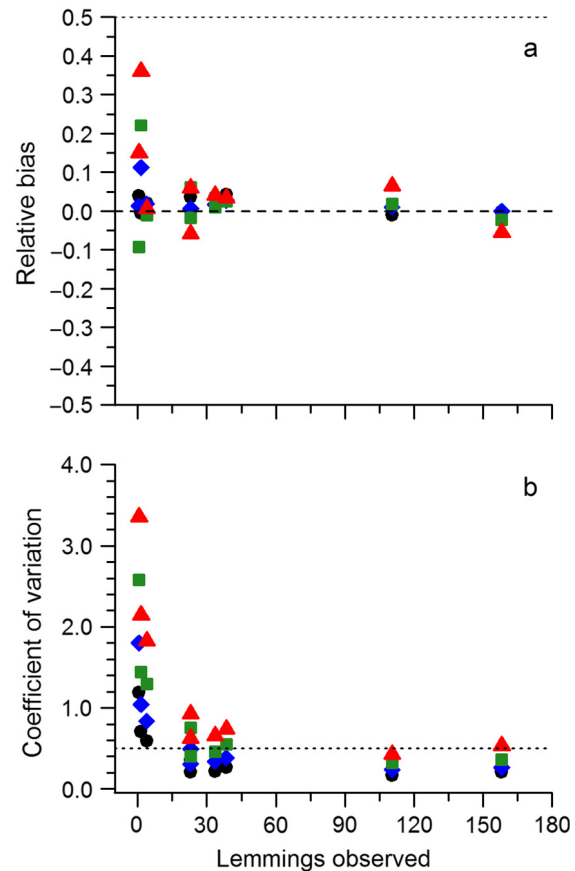 a
Relative bias
0.5
0.4
0.3
0.2
0.1
0.0
–0.1
–0.2
–0.3
–0.4
–0.5
b
Coefficient of variation
4.0
3.0
2.0
1.0
0.0
0 30 60 90 120 150 180
Lemmings observed